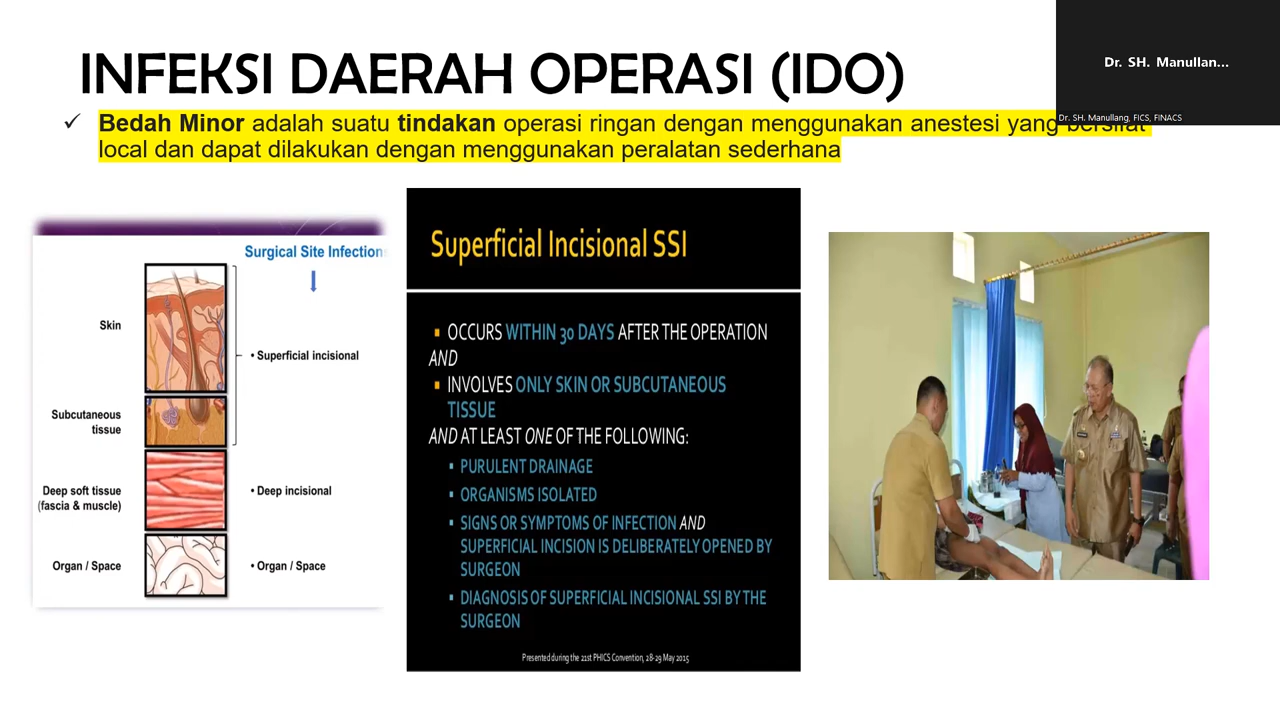 INFEKSI DAERAH OPERASI (IDO)
Dr. SH. Manullan...
Dr. SH. Manullang, FICS, FINACS
✓ Bedah Minor adalah suatu tindakan operasi ringan dengan menggunakan anestesi yang bersifat
local dan dapat dilakukan dengan menggunakan peralatan sederhana
Surgical Site Infection
Skin
• Superficial incisional
Subcutaneous
tissue
Deep soft tissue
(fascia & muscle)
• Deep incisional
Organ / Space
• Organ / Space
Superficial Incisional SSI
▪ OCCURS WITHIN 30 DAYS AFTER THE OPERATION
AND
▪ INVOLVES ONLY SKIN OR SUBCUTANEOUS
TISSUE
AND AT LEAST ONE OF THE FOLLOWING:
▪ PURULENT DRAINAGE
▪ ORGANISMS ISOLATED
▪ SIGNS OR SYMPTOMS OF INFECTION AND
SUPERFICIAL INCISION IS DELIBERATELY OPENED BY
SURGEON
▪ DIAGNOSIS OF SUPERFICIAL INCISIONAL SSI BY THE
SURGEON
Presented during the 21st PHICS Convention, 28-29 May 2015